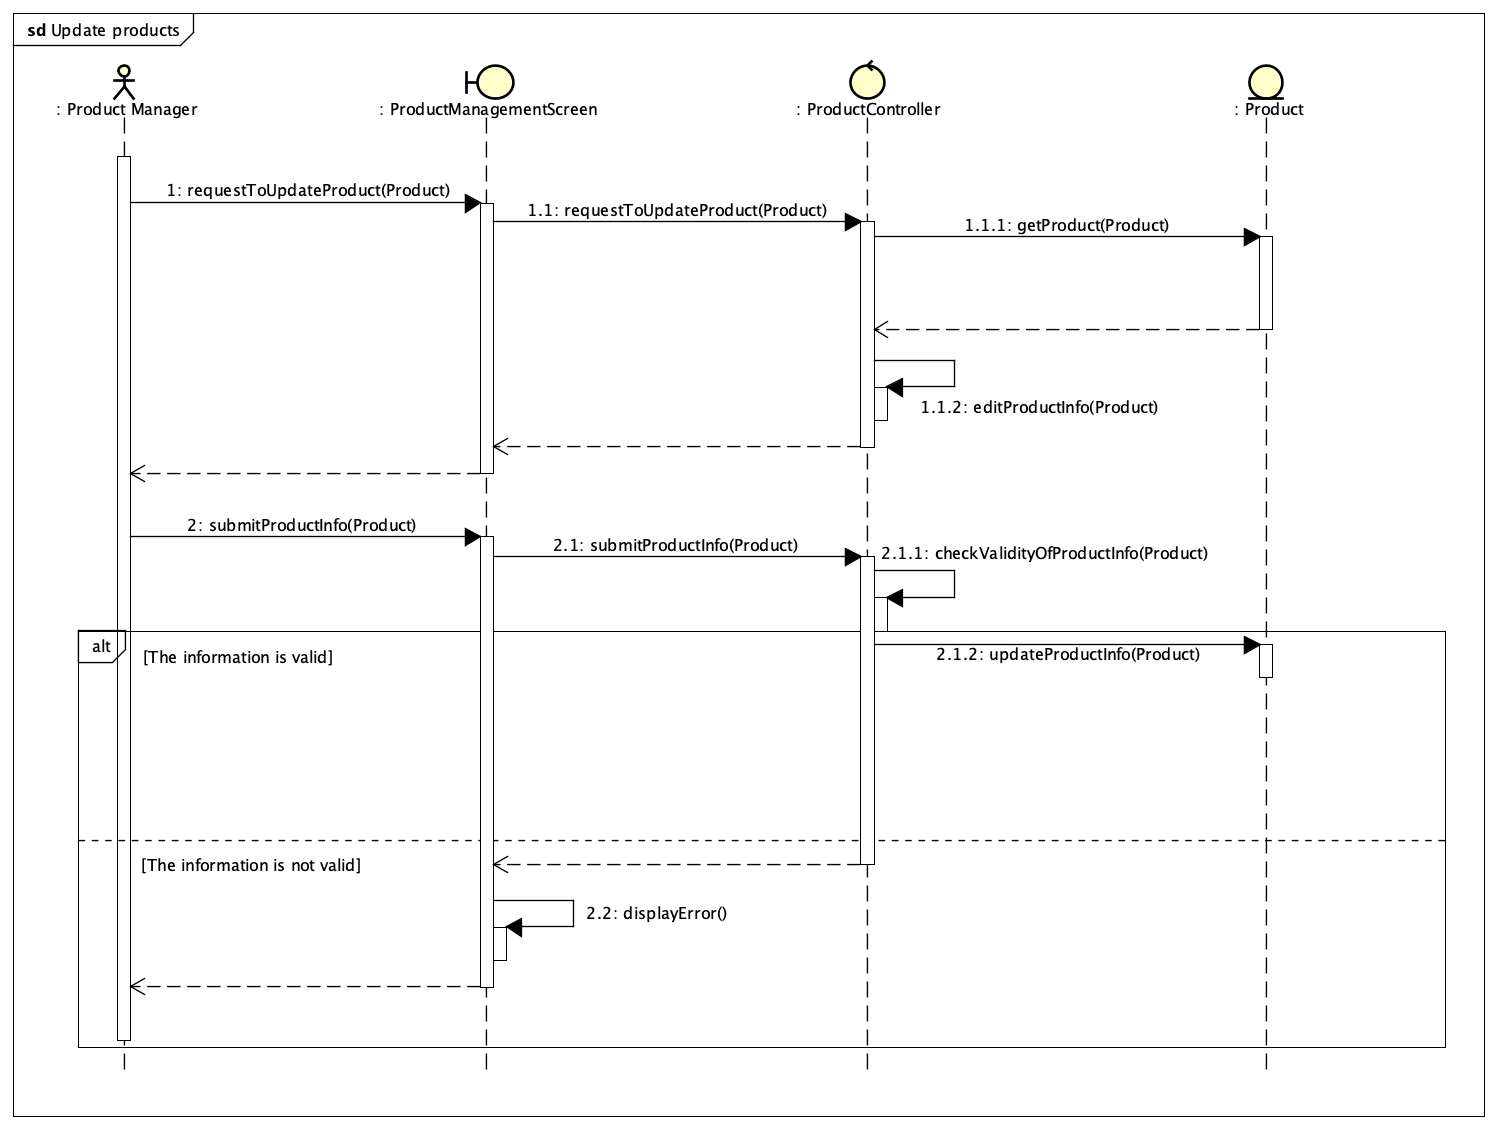 sd Update products
: Product Manager
: ProductManagementScreen
: ProductController
: Product
1: requestToUpdateProduct(Product)
1.1: requestToUpdateProduct(Product)
1.1.1: getProduct(Product)
1.1.2: editProductInfo(Product)
2: submitProductInfo(Product)
2.1: submitProductInfo(Product)
2.1.1: checkValidityOfProductInfo(Product)
alt
[The information is valid]
2.1.2: updateProductInfo(Product)
[The information is not valid]
2.2: displayError()